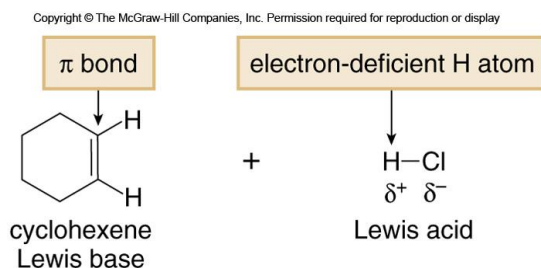 Copyright © The McGraw-Hill Companies, Inc. Permission required for reproduction or display
π bond
electron-deficient H atom
H
H
+
H–Cl
δ+ δ−
cyclohexene
Lewis base
Lewis acid